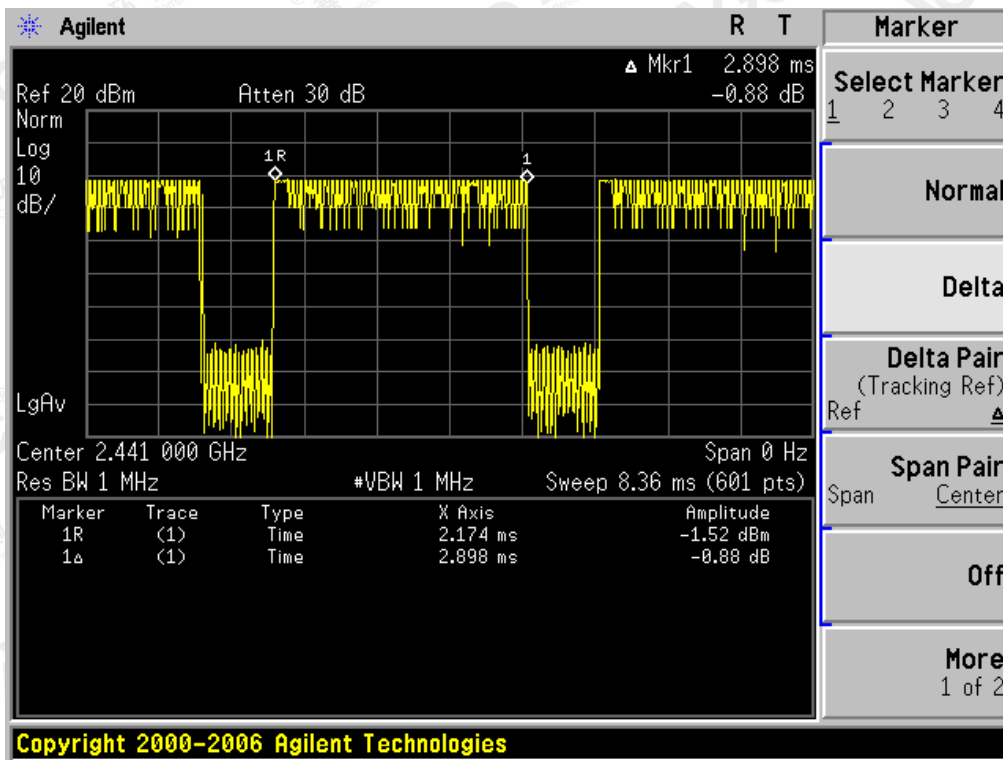 Agilent R T
Δ Mkr1 2.898 ms
Ref 20 dBm Atten 30 dB -0.88 dB
Norm
Log
10
dB/
1R
1
LgAv
Center 2.441 000 GHz Span 0 Hz
Res BW 1 MHz #VBW 1 MHz Sweep 8.36 ms (601 pts)
Marker Trace Type X Axis Amplitude
1R (1) Time 2.174 ms -1.52 dBm
1Δ (1) Time 2.898 ms -0.88 dB
Copyright 2000-2006 Agilent Technologies
Marker
Select Marker
1 2 3 4
Normal
Delta
Delta Pair
(Tracking Ref)
Ref Δ
Span Pair
Span Center
Off
More
1 of 2